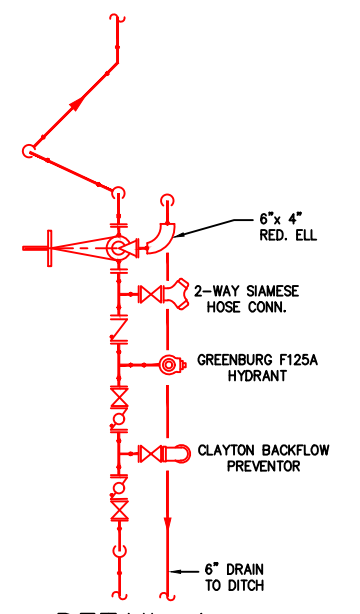 6"x 4"
RED. ELL
2-WAY SIAMESE
HOSE CONN.
GREENBURG F125A
HYDRANT
CLAYTON BACKFLOW
PREVENTOR
6" DRAIN
TO DITCH